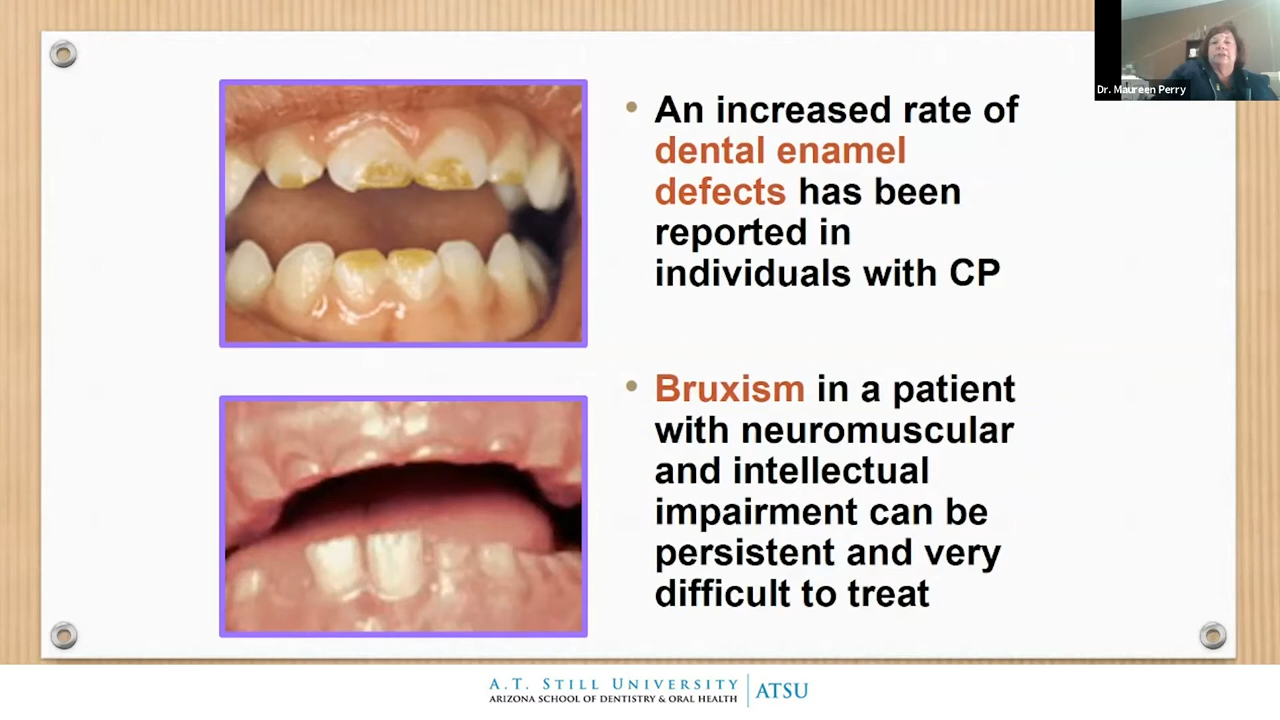 Dr. Maureen Perry
• An increased rate of
dental enamel
defects has been
reported in
individuals with CP
• Bruxism in a patient
with neuromuscular
and intellectual
impairment can be
persistent and very
difficult to treat
A.T. STILL UNIVERSITY
ARIZONA SCHOOL OF DENTISTRY & ORAL HEALTH
ATSU